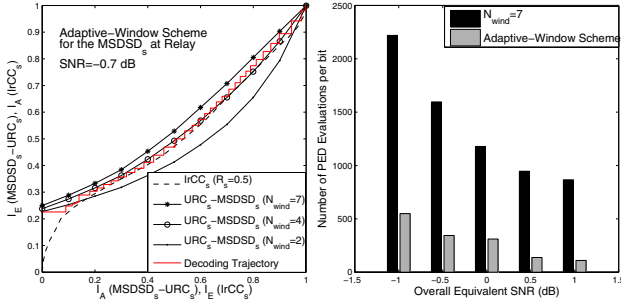 Adaptive−Window Scheme
for the MSDSD_s at Relay
SNR=−0.7 dB
I_E (MSDSD_s−URC_s), I_A (IrCC_s)
1
0.9
0.8
0.7
0.6
0.5
0.4
0.3
0.2
0.1
0
0
0.2
0.4
0.6
0.8
1
I_A (MSDSD_s−URC_s), I_E (IrCC_s)
IrCC_s (R_s=0.5)
URC_s−MSDSD_s (N_wind=7)
URC_s−MSDSD_s (N_wind=4)
URC_s−MSDSD_s (N_wind=2)
Decoding Trajectory
Number of PED Evaluations per bit
2500
2000
1500
1000
500
0
−1.5
−1
−0.5
0
0.5
1
1.5
Overall Equivalent SNR (dB)
N_wind=7
Adaptive−Window Scheme